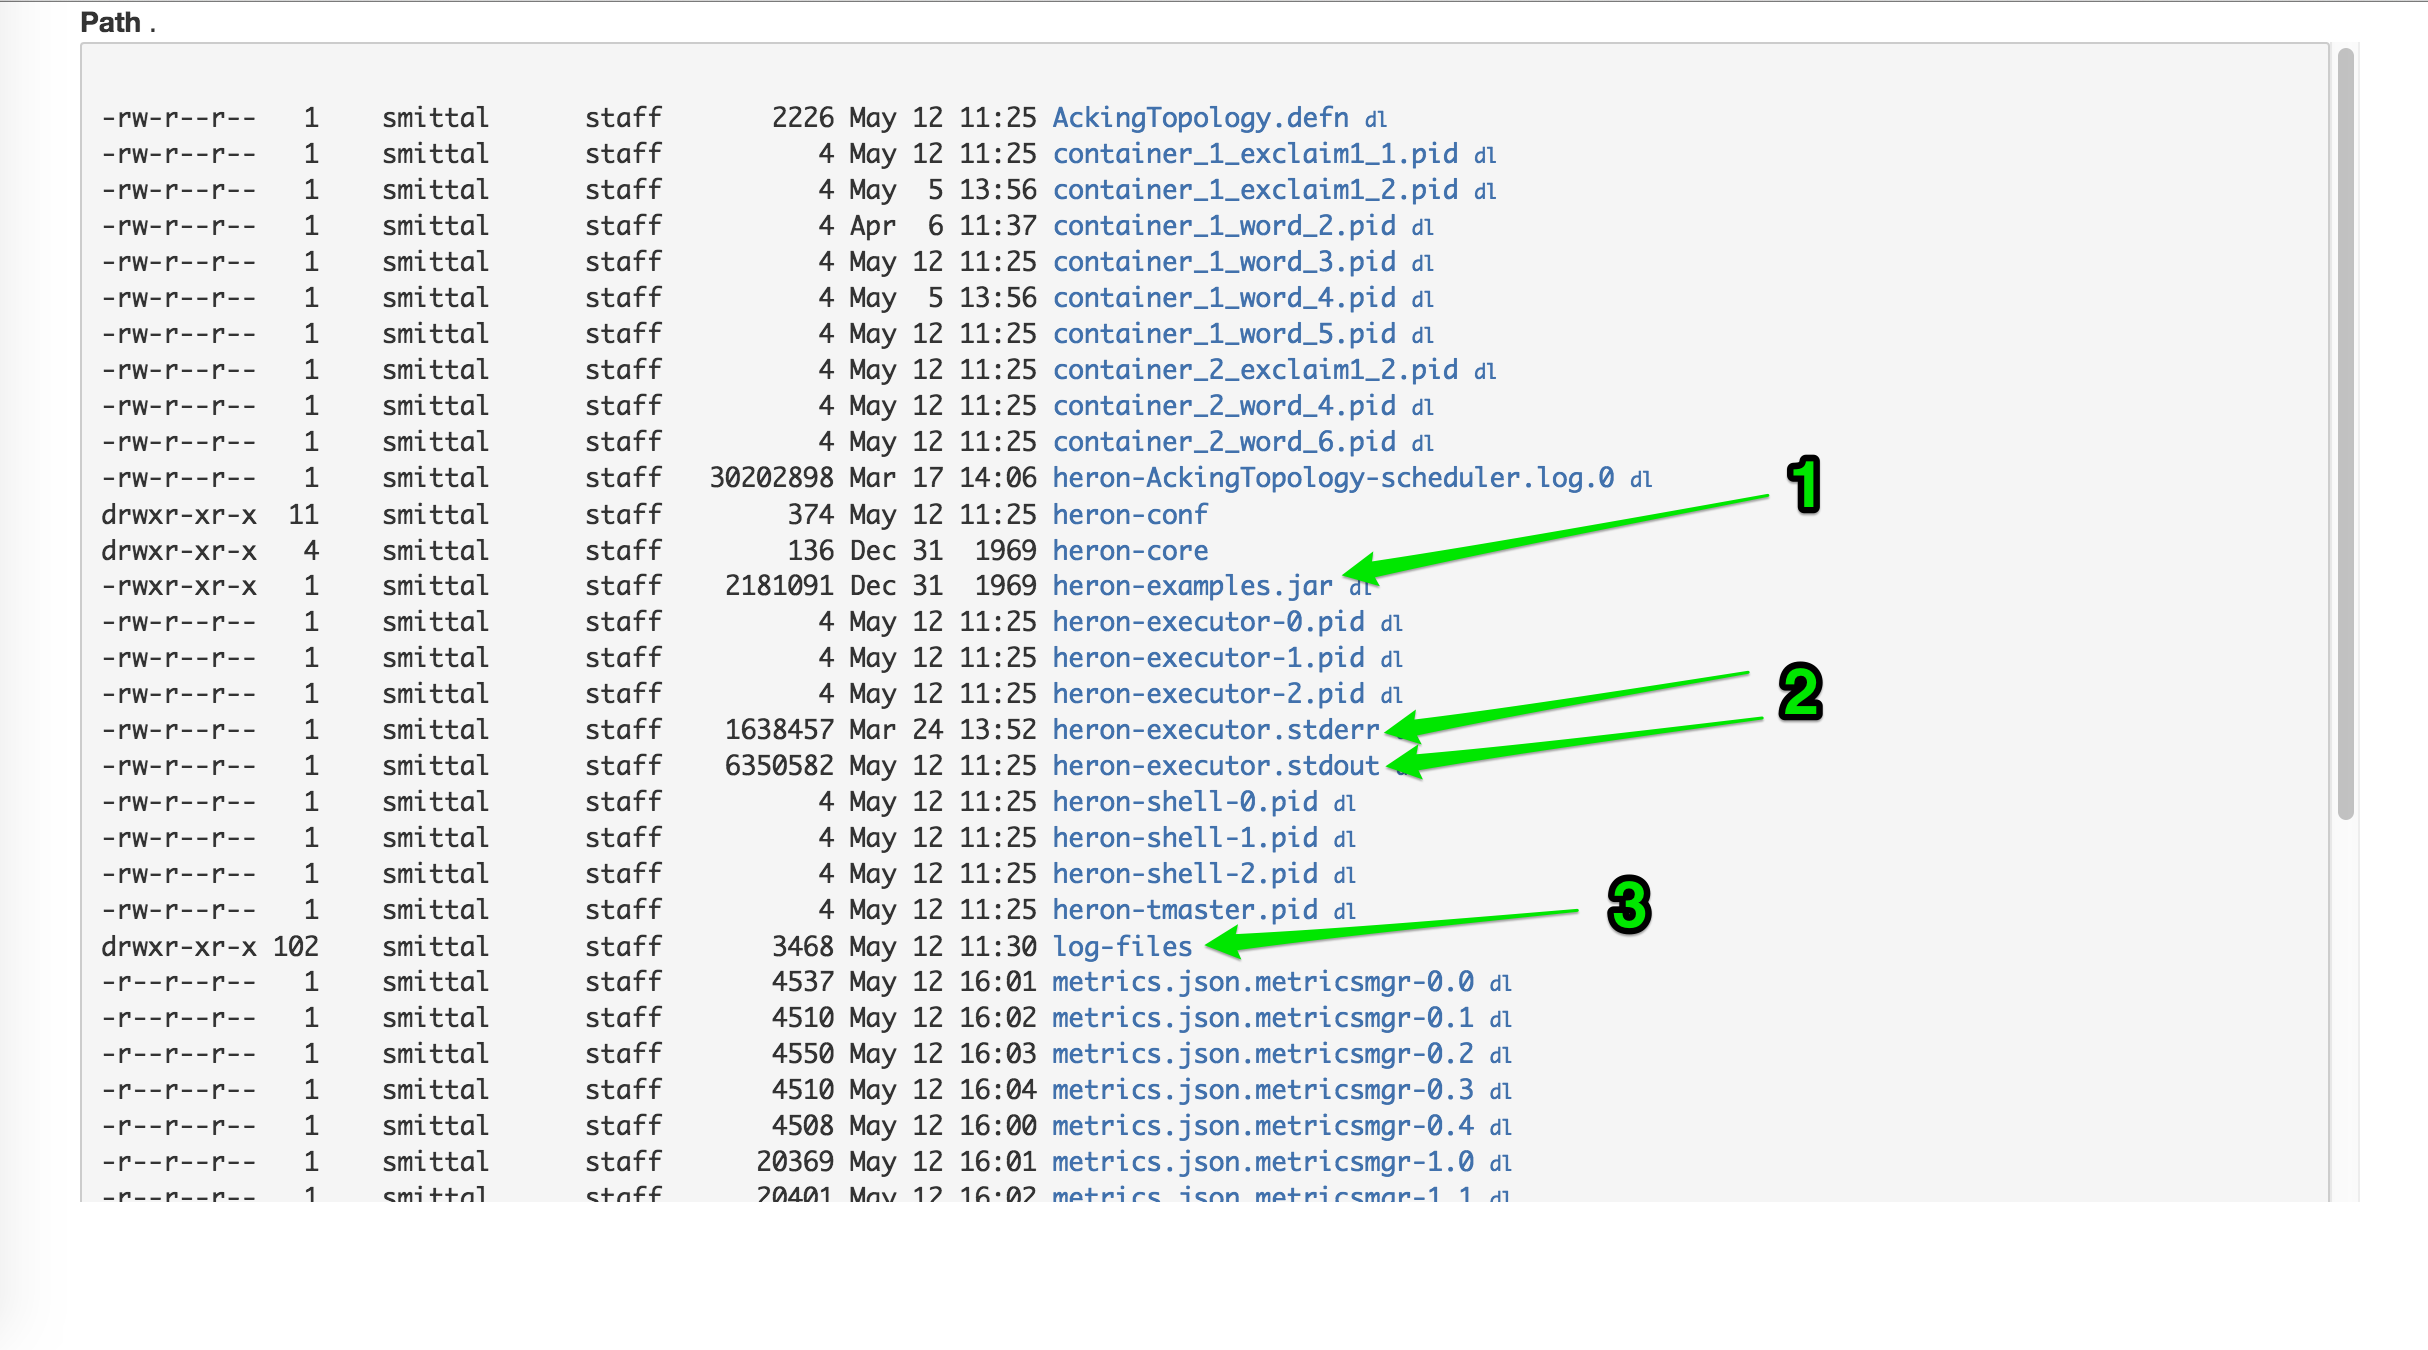 Path .
-rw-r--r-- 1 smittal staff 2226 May 12 11:25 AckingTopology.defn dl
-rw-r--r-- 1 smittal staff 4 May 12 11:25 container_1_exclaim1_1.pid dl
-rw-r--r-- 1 smittal staff 4 May 5 13:56 container_1_exclaim1_2.pid dl
-rw-r--r-- 1 smittal staff 4 Apr 6 11:37 container_1_word_2.pid dl
-rw-r--r-- 1 smittal staff 4 May 12 11:25 container_1_word_3.pid dl
-rw-r--r-- 1 smittal staff 4 May 5 13:56 container_1_word_4.pid dl
-rw-r--r-- 1 smittal staff 4 May 12 11:25 container_1_word_5.pid dl
-rw-r--r-- 1 smittal staff 4 May 12 11:25 container_2_exclaim1_2.pid dl
-rw-r--r-- 1 smittal staff 4 May 12 11:25 container_2_word_4.pid dl
-rw-r--r-- 1 smittal staff 4 May 12 11:25 container_2_word_6.pid dl
-rw-r--r-- 1 smittal staff 30202898 Mar 17 14:06 heron-AckingTopology-scheduler.log.0 dl
1
drwxr-xr-x 11 smittal staff 374 May 12 11:25 heron-conf
drwxr-xr-x 4 smittal staff 136 Dec 31 1969 heron-core
-rwxr-xr-x 1 smittal staff 2181091 Dec 31 1969 heron-examples.jar dl
-rw-r--r-- 1 smittal staff 4 May 12 11:25 heron-executor-0.pid dl
-rw-r--r-- 1 smittal staff 4 May 12 11:25 heron-executor-1.pid dl
-rw-r--r-- 1 smittal staff 4 May 12 11:25 heron-executor-2.pid dl
2
-rw-r--r-- 1 smittal staff 1638457 Mar 24 13:52 heron-executor.stderr
-rw-r--r-- 1 smittal staff 6350582 May 12 11:25 heron-executor.stdout
-rw-r--r-- 1 smittal staff 4 May 12 11:25 heron-shell-0.pid dl
-rw-r--r-- 1 smittal staff 4 May 12 11:25 heron-shell-1.pid dl
-rw-r--r-- 1 smittal staff 4 May 12 11:25 heron-shell-2.pid dl
-rw-r--r-- 1 smittal staff 4 May 12 11:25 heron-tmaster.pid dl
3
drwxr-xr-x 102 smittal staff 3468 May 12 11:30 log-files
-r--r--r-- 1 smittal staff 4537 May 12 16:01 metrics.json.metricsmgr-0.0 dl
-r--r--r-- 1 smittal staff 4510 May 12 16:02 metrics.json.metricsmgr-0.1 dl
-r--r--r-- 1 smittal staff 4550 May 12 16:03 metrics.json.metricsmgr-0.2 dl
-r--r--r-- 1 smittal staff 4510 May 12 16:04 metrics.json.metricsmgr-0.3 dl
-r--r--r-- 1 smittal staff 4508 May 12 16:00 metrics.json.metricsmgr-0.4 dl
-r--r--r-- 1 smittal staff 20369 May 12 16:01 metrics.json.metricsmgr-1.0 dl
-r--r--r-- 1 smittal staff 20401 May 12 16:02 metrics.json.metricsmgr-1.1 dl